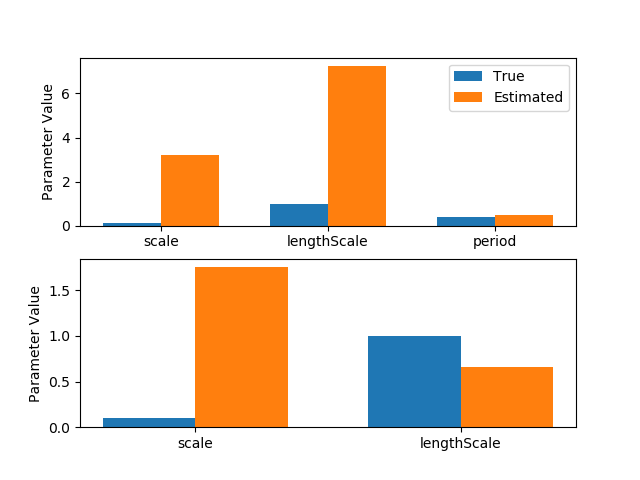 Parameter Value
6
4
2
0
True
Estimated
scale lengthScale period
Parameter Value
1.5
1.0
0.5
0.0
scale lengthScale